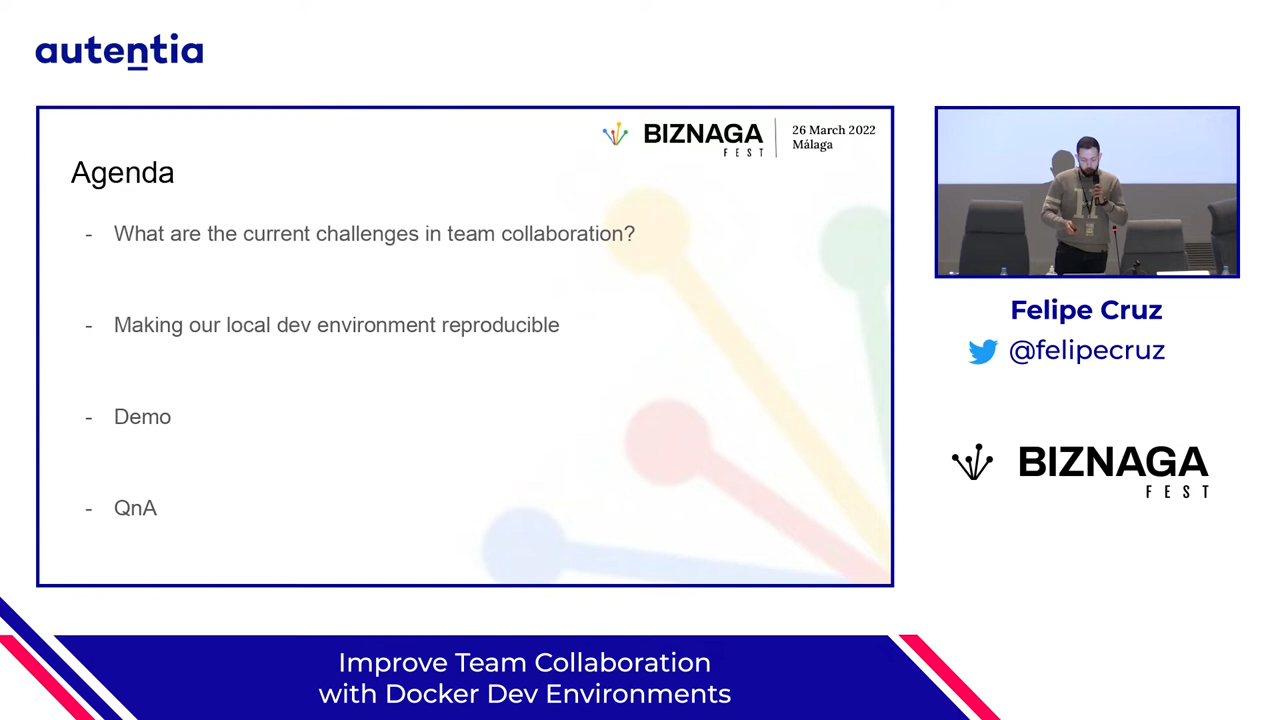 autentia
BIZNAGA
FEST
26 March 2022
Málaga
Agenda
- What are the current challenges in team collaboration?
- Making our local dev environment reproducible
- Demo
- QnA
Felipe Cruz
@felipecruz
BIZNAGA
FEST
Improve Team Collaboration
with Docker Dev Environments